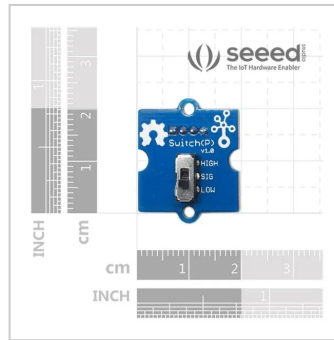 seeed
studio
The IoT Hardware Enabler
1
INCH
3
2
1
cm
Switch(P)
v1.0
HIGH
SIG
LOW
cm
1
2
3
INCH
1